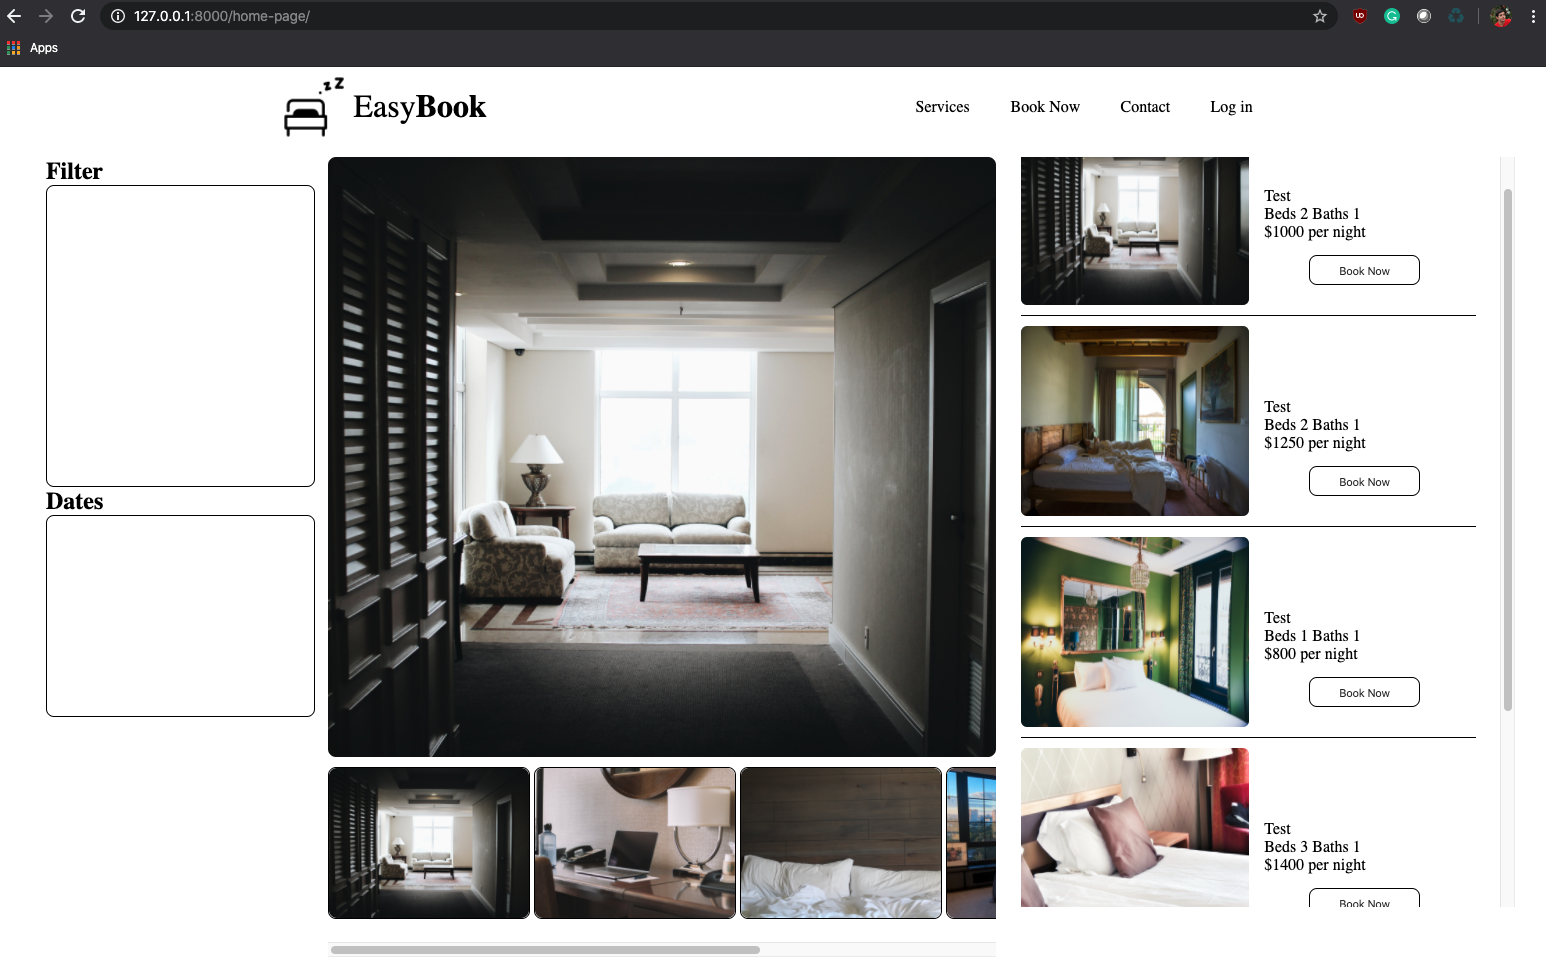 127.0.0.1:8000/home-page/
Apps
zZ
EasyBook
Services
Book Now
Contact
Log in
Filter
Dates
Test
Beds 2 Baths 1
$1000 per night
Book Now
Test
Beds 2 Baths 1
$1250 per night
Book Now
Test
Beds 1 Baths 1
$800 per night
Book Now
Test
Beds 3 Baths 1
$1400 per night
Book Now